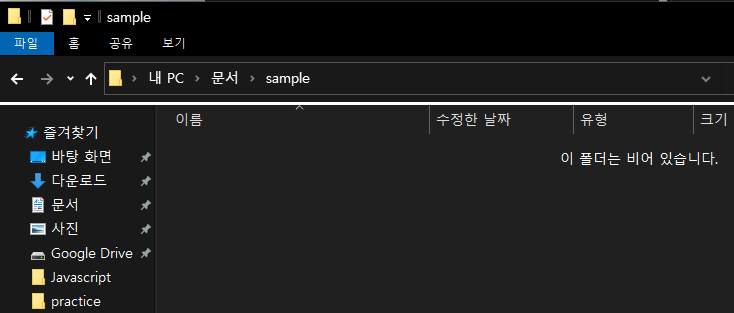 sample
파일 홈 공유 보기
내 PC 문서 sample
이름 수정한 날짜 유형 크기
이 폴더는 비어 있습니다.
즐겨찾기
바탕 화면
다운로드
문서
사진
Google Drive
Javascript
practice